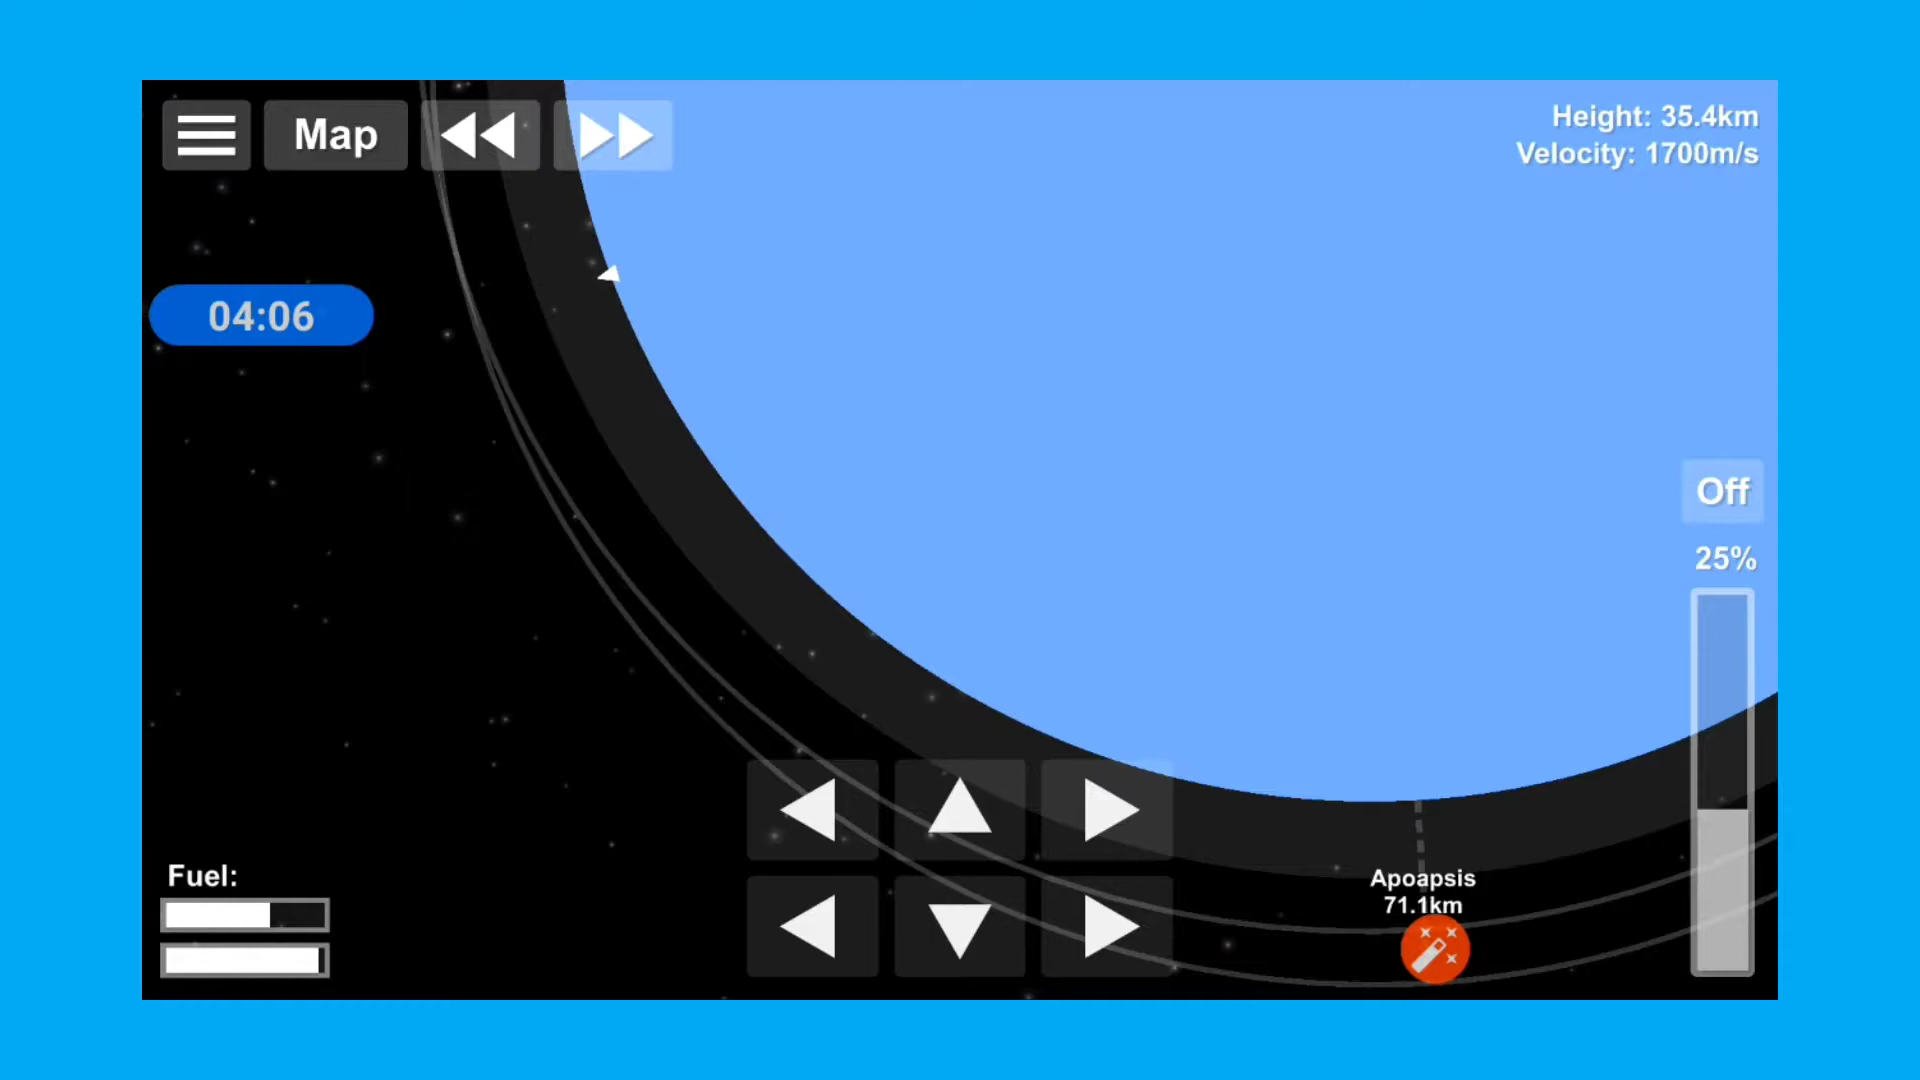 Map
Height: 35.4km
Velocity: 1700m/s
04:06
Off
25%
Fuel:
Apoapsis
71.1km